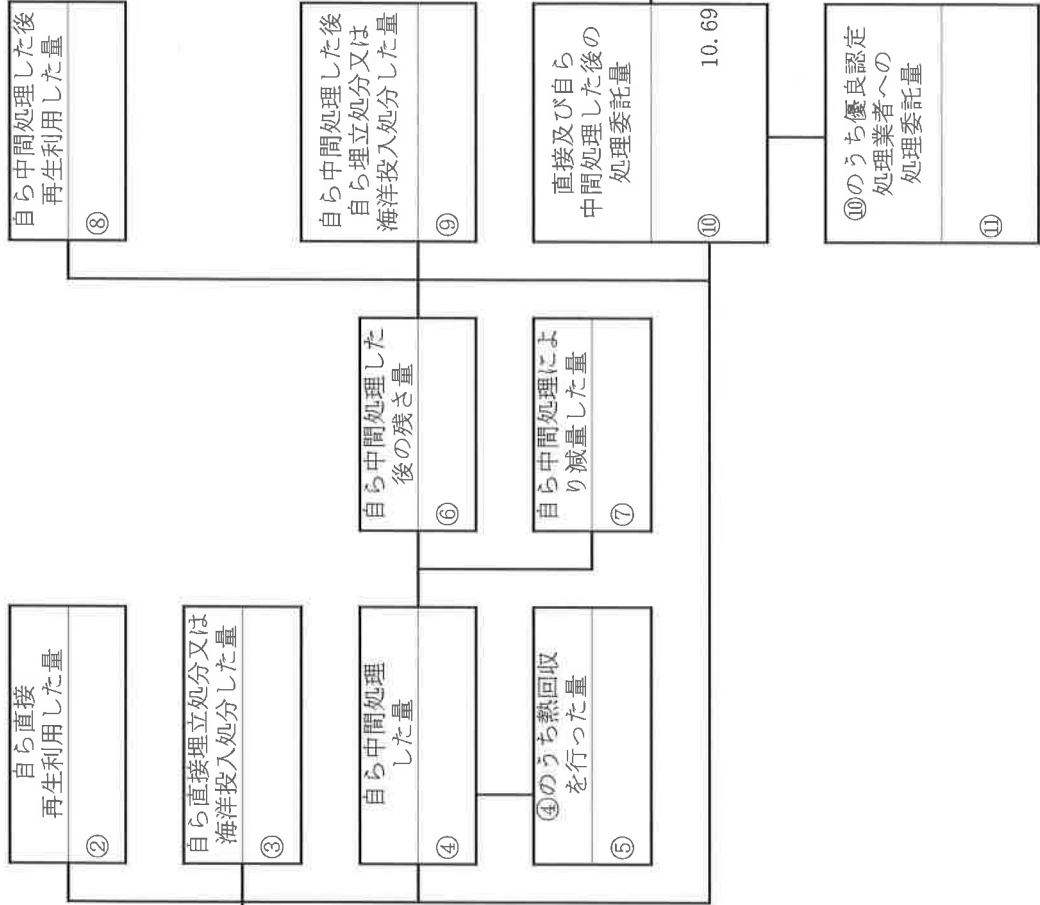 自ら直接
再生利用した量
②
自ら直接埋立処分又は
海洋投入処分した量
③
自ら中間処理
した量
④
④のうち熱回収
を行った量
⑤
自ら中間処理した
後の残さ量
⑥
自ら中間処理によ
り減量した量
⑦
自ら中間処理した後
再生利用した量
⑧
自ら中間処理した後
自ら埋立処分又は
海洋投入処分した量
⑨
直接及び自ら
中間処理した後の
処理委託量
⑩
10.69
⑩のうち優良認定
処理業者への
処理委託量
⑪